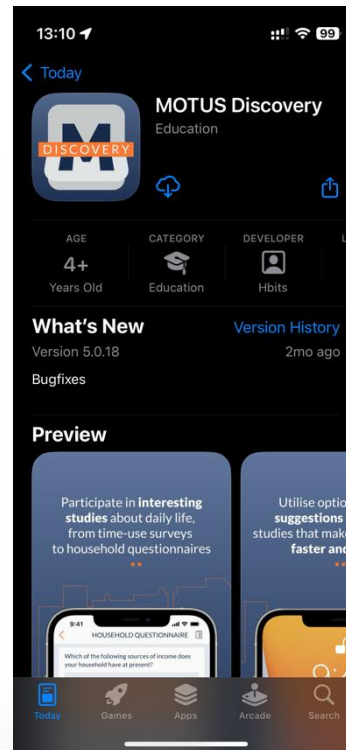 13:10
99
Today
M
DISCOVERY
MOTUS Discovery
Education
AGE
CATEGORY
DEVELOPER
4+
Years Old
Education
Hbits
What's New
Version History
Version 5.0.18
2mo ago
Bugfixes
Preview
Participate in interesting
studies about daily life,
from time-use surveys
to household questionnaires
9:41
HOUSEHOLD QUESTIONNAIRE
Which of the following sources of income does
your household have at present?
Utilise optio
suggestions
studies that mak
faster and
Today
Games
Apps
Arcade
Search